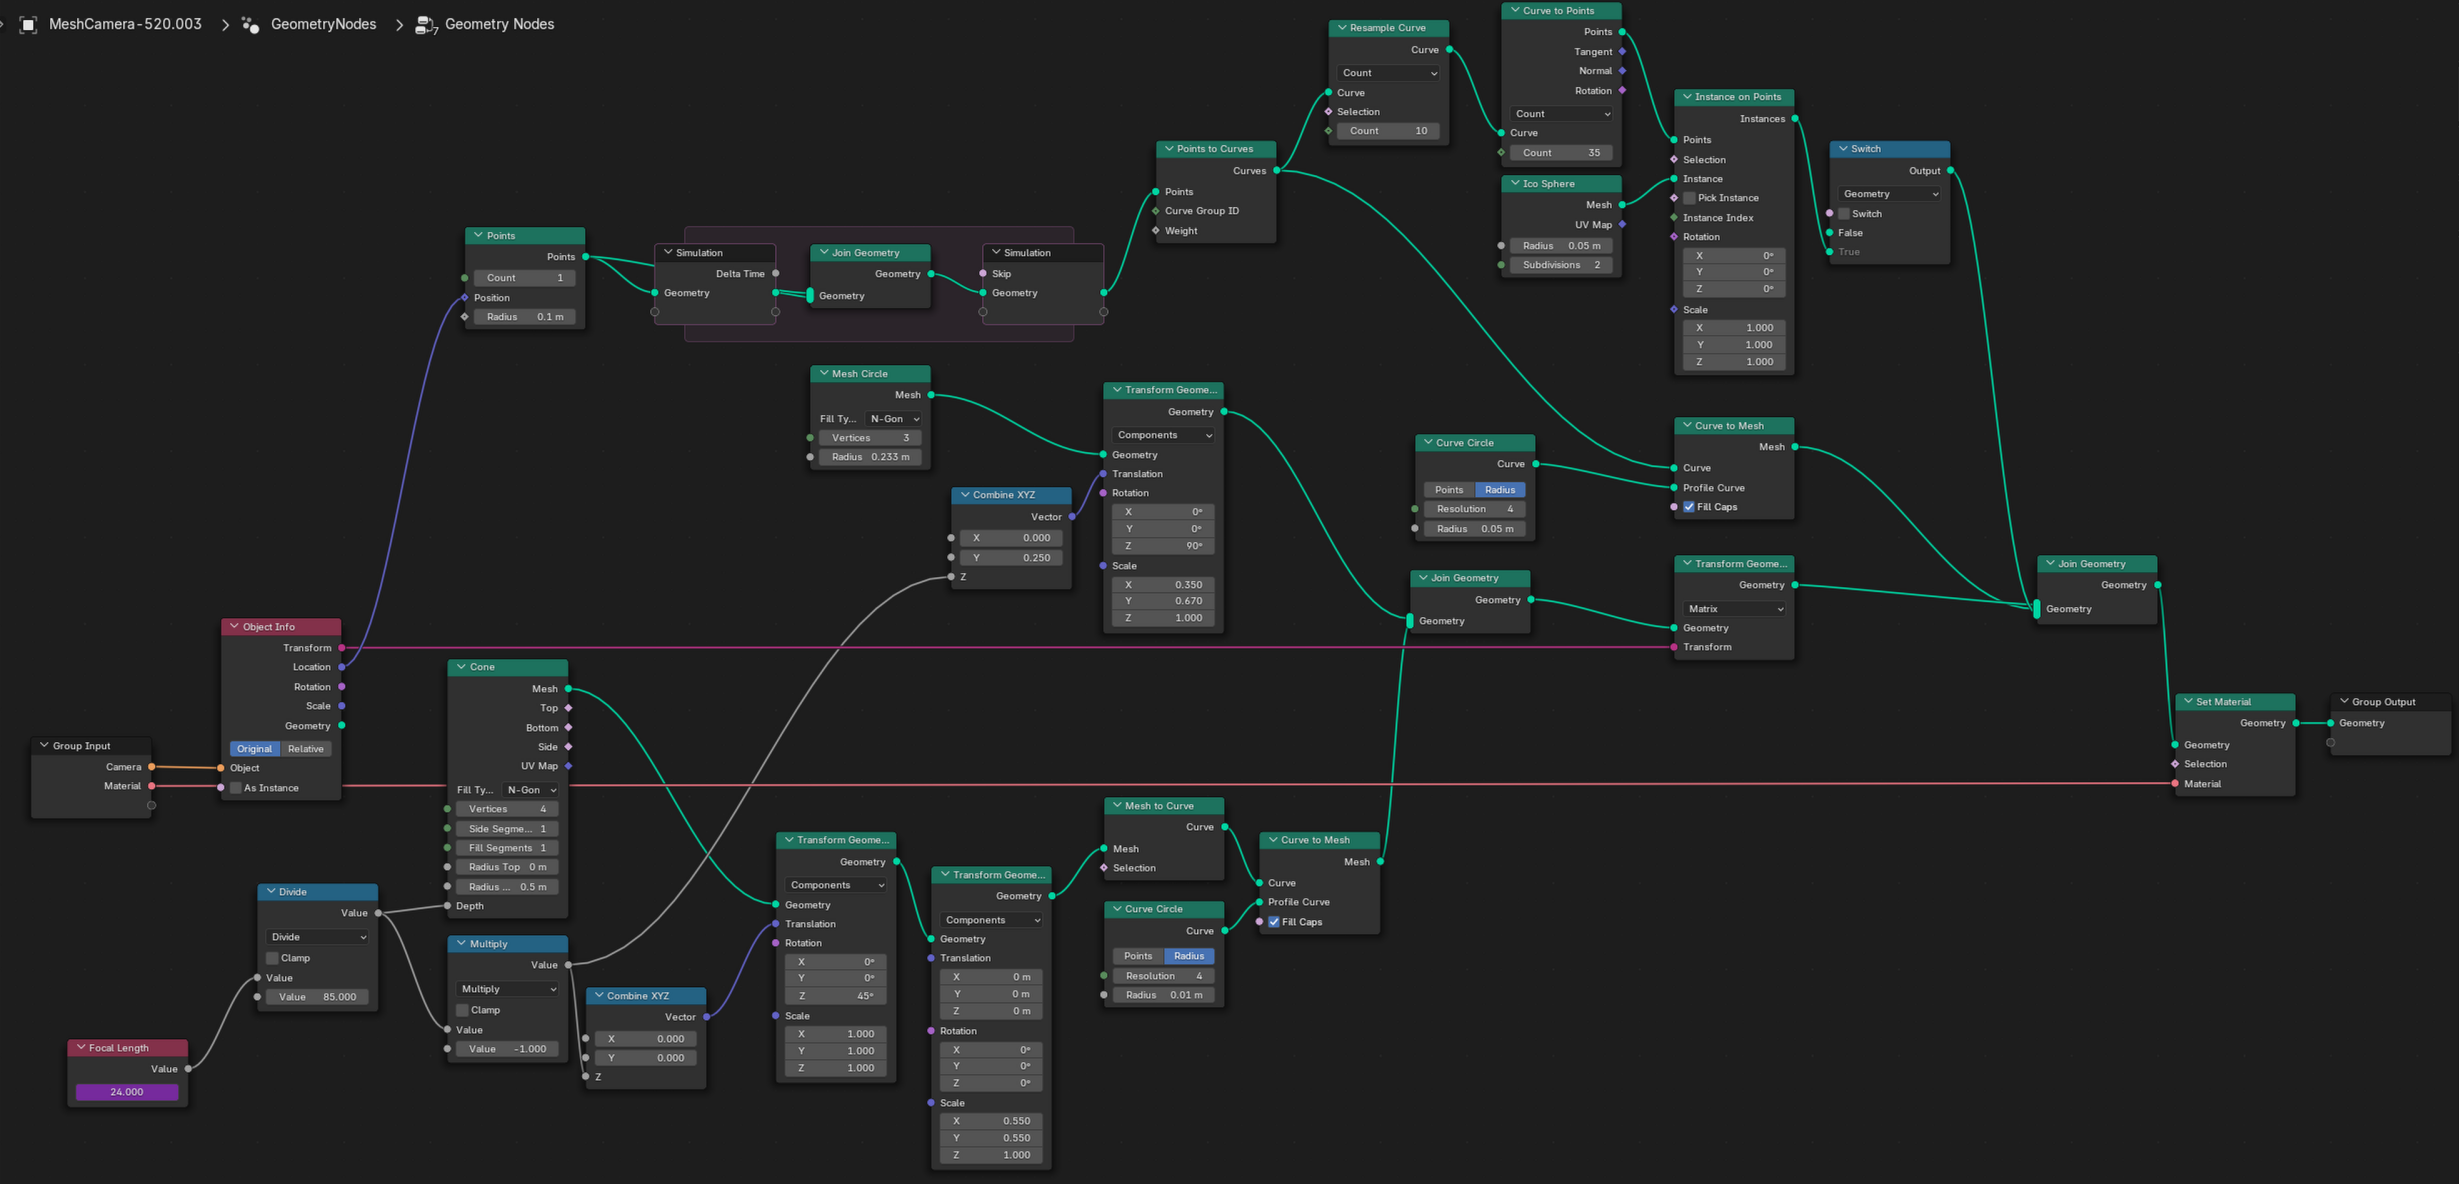 MeshCamera-520.003 > GeometryNodes > 7 Geometry Nodes
Curve to Points
Points
Tangent
Normal
Rotation
Count
Curve
Count 35
Resample Curve
Curve
Count
Curve
Selection
Count 10
Instance on Points
Instances
Points
Selection
Instance
Pick Instance
Instance Index
Rotation
X 0°
Y 0°
Z 0°
Scale
X 1.000
Y 1.000
Z 1.000
Switch
Output
Geometry
Switch
False
True
Points to Curves
Curves
Points
Curve Group ID
Weight
Ico Sphere
Mesh
UV Map
Radius 0.05 m
Subdivisions 2
Points
Points
Count 1
Position
Radius 0.1 m
Simulation
Delta Time
Geometry
Join Geometry
Geometry
Geometry
Simulation
Skip
Geometry
Mesh Circle
Mesh
Fill Ty... N-Gon
Vertices 3
Radius 0.233 m
Transform Geome...
Geometry
Components
Geometry
Translation
Rotation
X 0°
Y 0°
Z 90°
Scale
X 0.350
Y 0.670
Z 1.000
Combine XYZ
Vector
X 0.000
Y 0.250
Z
Curve Circle
Curve
Points Radius
Resolution 4
Radius 0.05 m
Curve to Mesh
Mesh
Curve
Profile Curve
Fill Caps
Join Geometry
Geometry
Geometry
Transform Geome...
Geometry
Matrix
Geometry
Transform
Join Geometry
Geometry
Geometry
Object Info
Transform
Location
Rotation
Scale
Geometry
Original Relative
Object
As Instance
Group Input
Camera
Material
Cone
Mesh
Top
Bottom
Side
UV Map
Fill Ty... N-Gon
Vertices 4
Side Segme... 1
Fill Segments 1
Radius Top 0 m
Radius ... 0.5 m
Depth
Set Material
Geometry
Geometry
Selection
Material
Group Output
Geometry
Divide
Value
Divide
Clamp
Value
Value 85.000
Multiply
Value
Multiply
Clamp
Value
Value -1.000
Focal Length
Value
24.000
Combine XYZ
Vector
X 0.000
Y 0.000
Z
Transform Geome...
Geometry
Components
Geometry
Translation
Rotation
X 0°
Y 0°
Z 45°
Scale
X 1.000
Y 1.000
Z 1.000
Transform Geome...
Geometry
Components
Geometry
Translation
X 0 m
Y 0 m
Z 0 m
Rotation
X 0°
Y 0°
Z 0°
Scale
X 0.550
Y 0.550
Z 1.000
Mesh to Curve
Curve
Mesh
Selection
Curve Circle
Curve
Points Radius
Resolution 4
Radius 0.01 m
Curve to Mesh
Mesh
Curve
Profile Curve
Fill Caps